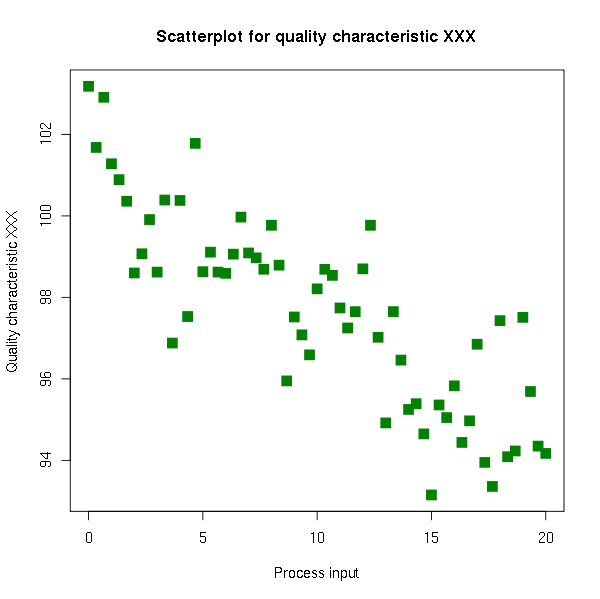 Scatterplot for quality characteristic XXX
Quality characteristic XXX
102
100
98
96
94
0 5 10 15 20
Process input